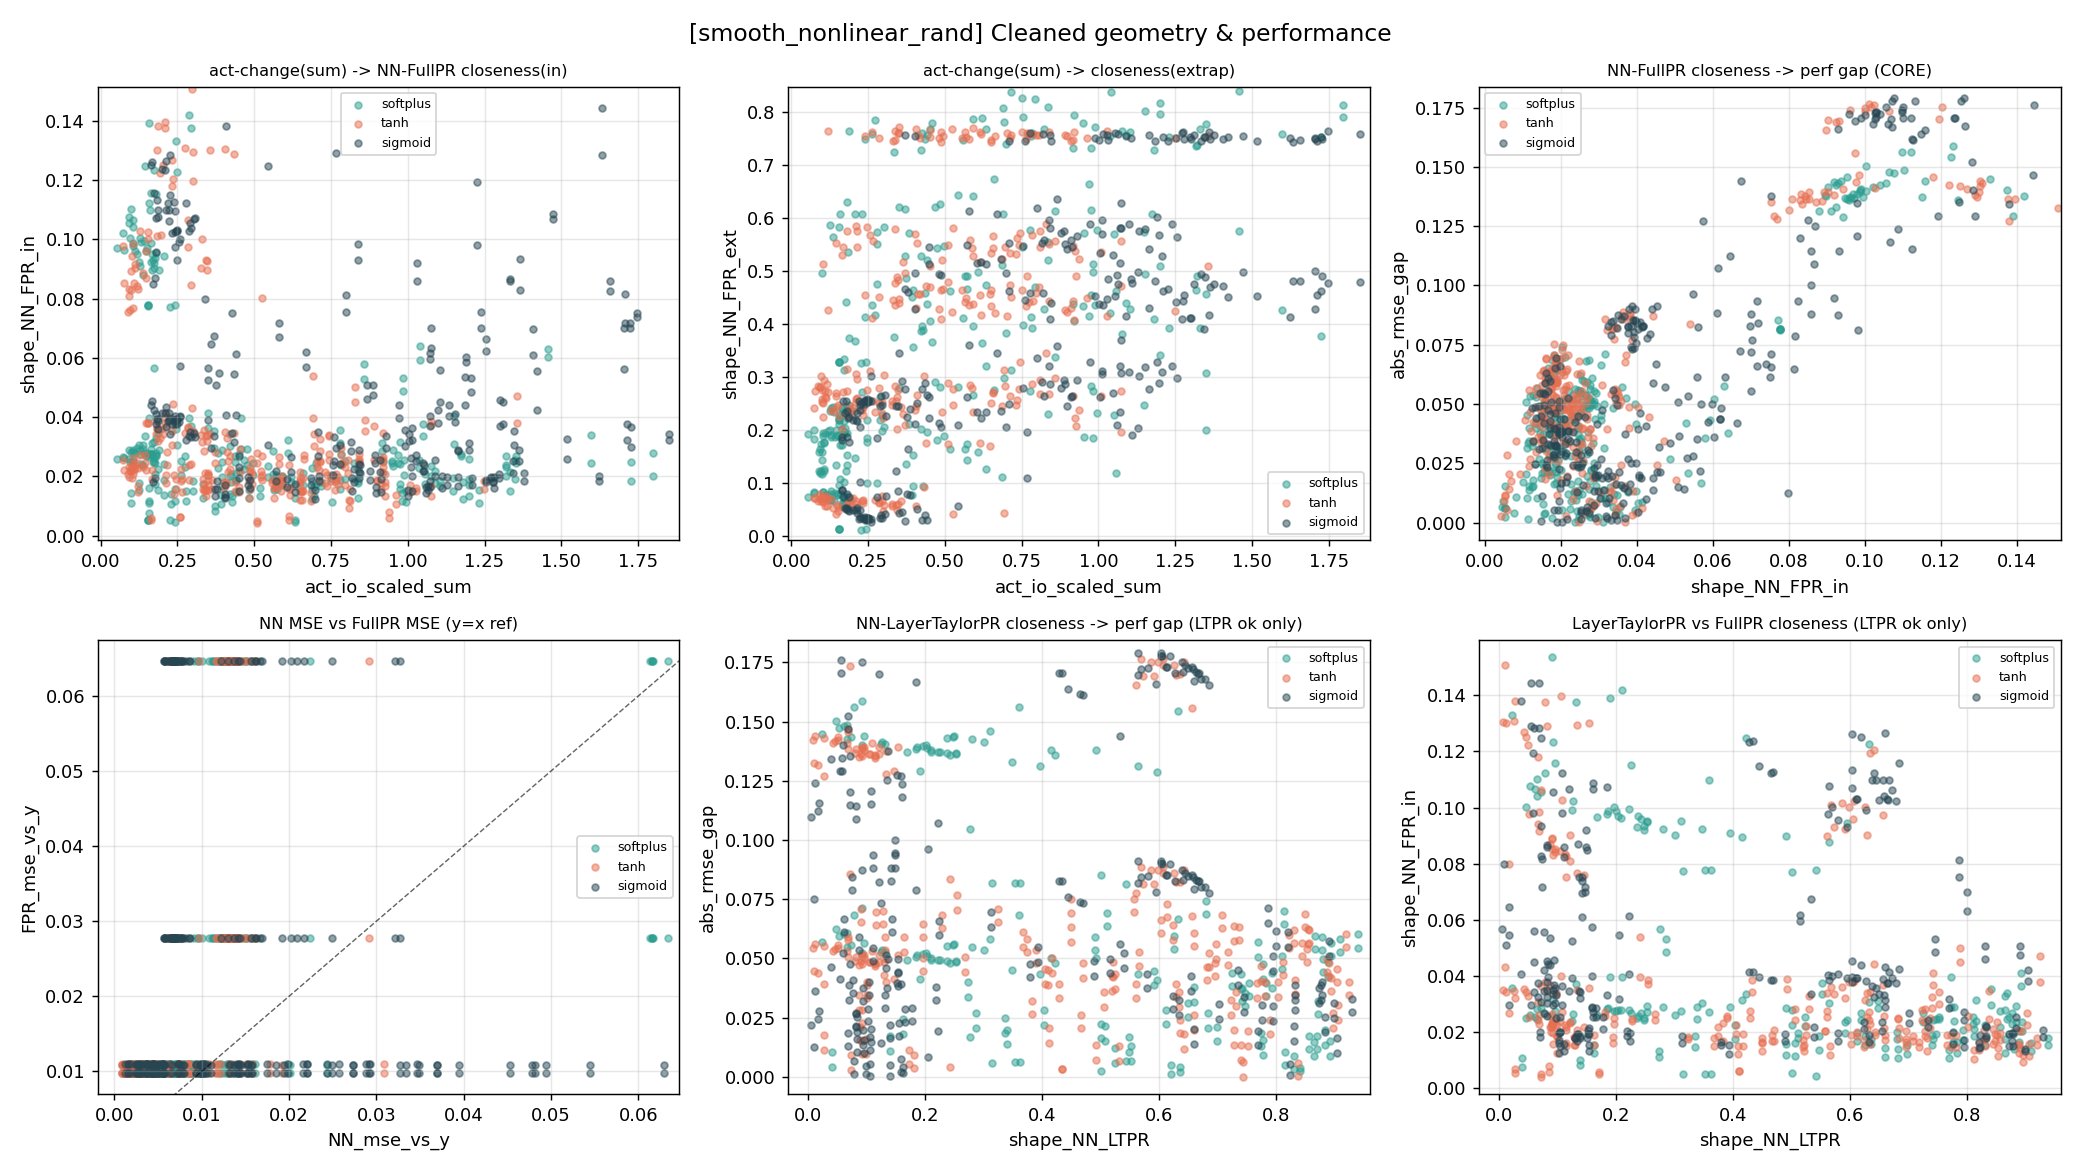 [smooth_nonlinear_rand] Cleaned geometry & performance
act-change(sum) -> NN-FullPR closeness(in)
softplus
tanh
sigmoid
0.14
0.12
0.10
0.08
0.06
0.04
0.02
0.00
shape_NN_FPR_in
0.00 0.25 0.50 0.75 1.00 1.25 1.50 1.75
act_io_scaled_sum
act-change(sum) -> closeness(extrap)
0.8
0.7
0.6
0.5
0.4
0.3
0.2
0.1
0.0
shape_NN_FPR_ext
softplus
tanh
sigmoid
0.00 0.25 0.50 0.75 1.00 1.25 1.50 1.75
act_io_scaled_sum
NN-FullPR closeness -> perf gap (CORE)
softplus
tanh
sigmoid
0.175
0.150
0.125
0.100
0.075
0.050
0.025
0.000
abs_rmse_gap
0.00 0.02 0.04 0.06 0.08 0.10 0.12 0.14
shape_NN_FPR_in
NN MSE vs FullPR MSE (y=x ref)
0.06
0.05
0.04
0.03
0.02
0.01
FPR_mse_vs_y
softplus
tanh
sigmoid
0.00 0.01 0.02 0.03 0.04 0.05 0.06
NN_mse_vs_y
NN-LayerTaylorPR closeness -> perf gap (LTPR ok only)
softplus
tanh
sigmoid
0.175
0.150
0.125
0.100
0.075
0.050
0.025
0.000
abs_rmse_gap
0.0 0.2 0.4 0.6 0.8
shape_NN_LTPR
LayerTaylorPR vs FullPR closeness (LTPR ok only)
softplus
tanh
sigmoid
0.14
0.12
0.10
0.08
0.06
0.04
0.02
0.00
shape_NN_FPR_in
0.0 0.2 0.4 0.6 0.8
shape_NN_LTPR